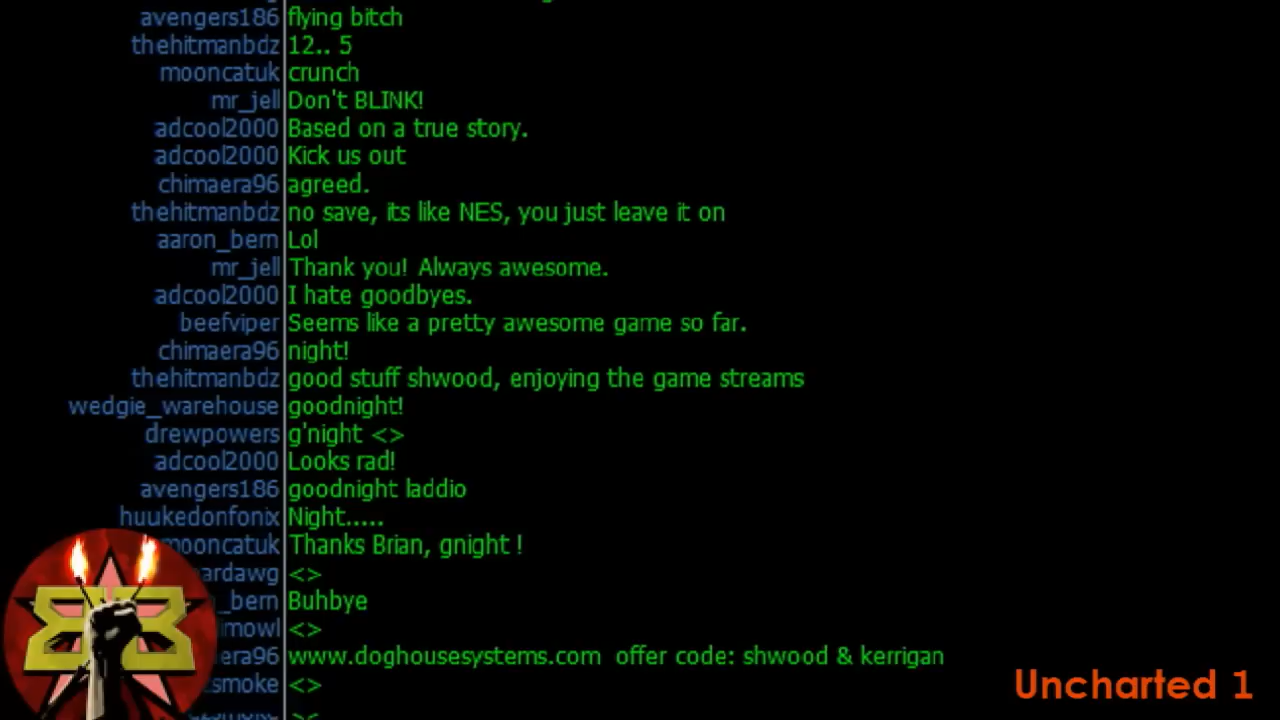 avengers186 flying bitch
thehitmanbdz 12.. 5
mooncatuk crunch
mr_jell Don't BLINK!
adcool2000 Based on a true story.
adcool2000 Kick us out
chimaera96 agreed.
thehitmanbdz no save, its like NES, you just leave it on
aaron_bern Lol
mr_jell Thank you! Always awesome.
adcool2000 I hate goodbyes.
beefviper Seems like a pretty awesome game so far.
chimaera96 night!
thehitmanbdz good stuff shwood, enjoying the game streams
wedgie_warehouse goodnight!
drewpowers g'night <>
adcool2000 Looks rad!
avengers186 goodnight laddio
huukedonfonix Night.....
mooncatuk Thanks Brian, gnight !
ardawg <>
_bern Buhbye
mowl <>
era96 www.doghousesystems.com offer code: shwood & kerrigan
smoke <>
Uncharted 1